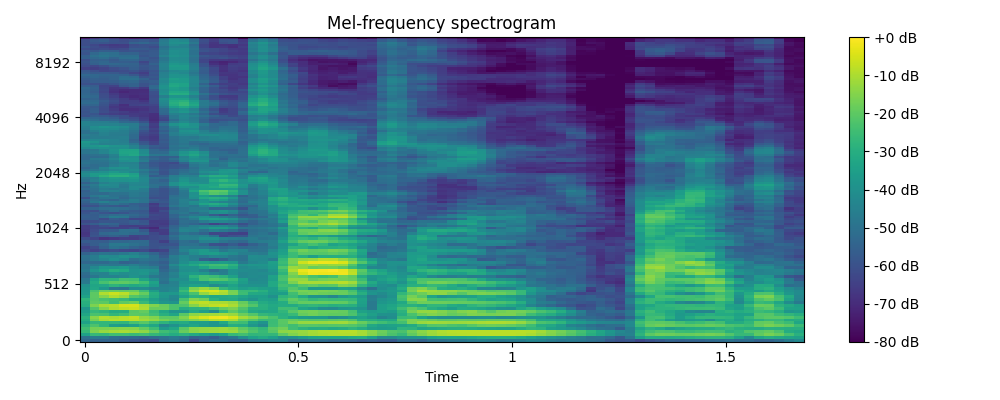 Mel-frequency spectrogram
8192
4096
2048
1024
512
0
Hz
0
0.5
1
1.5
Time
+0 dB
-10 dB
-20 dB
-30 dB
-40 dB
-50 dB
-60 dB
-70 dB
-80 dB